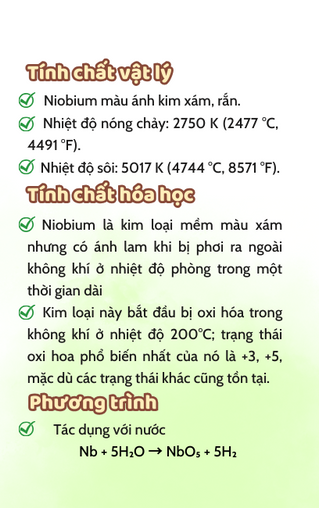 Tính chất vật lý
Niobium màu ánh kim xám, rắn.
Nhiệt độ nóng chảy: 2750 K (2477 °C,
4491 °F).
Nhiệt độ sôi: 5017 K (4744 °C, 8571 °F).
Tính chất hóa học
Niobium là kim loại mềm màu xám
nhưng có ánh lam khi bị phơi ra ngoài
không khí ở nhiệt độ phòng trong một
thời gian dài
Kim loại này bắt đầu bị oxi hóa trong
không khí ở nhiệt độ 200°C; trạng thái
oxi hoa phổ biến nhất của nó là +3, +5,
mặc dù các trạng thái khác cũng tồn tại.
Phương trình
Tác dụng với nước
Nb + 5H₂O → NbO₅ + 5H₂